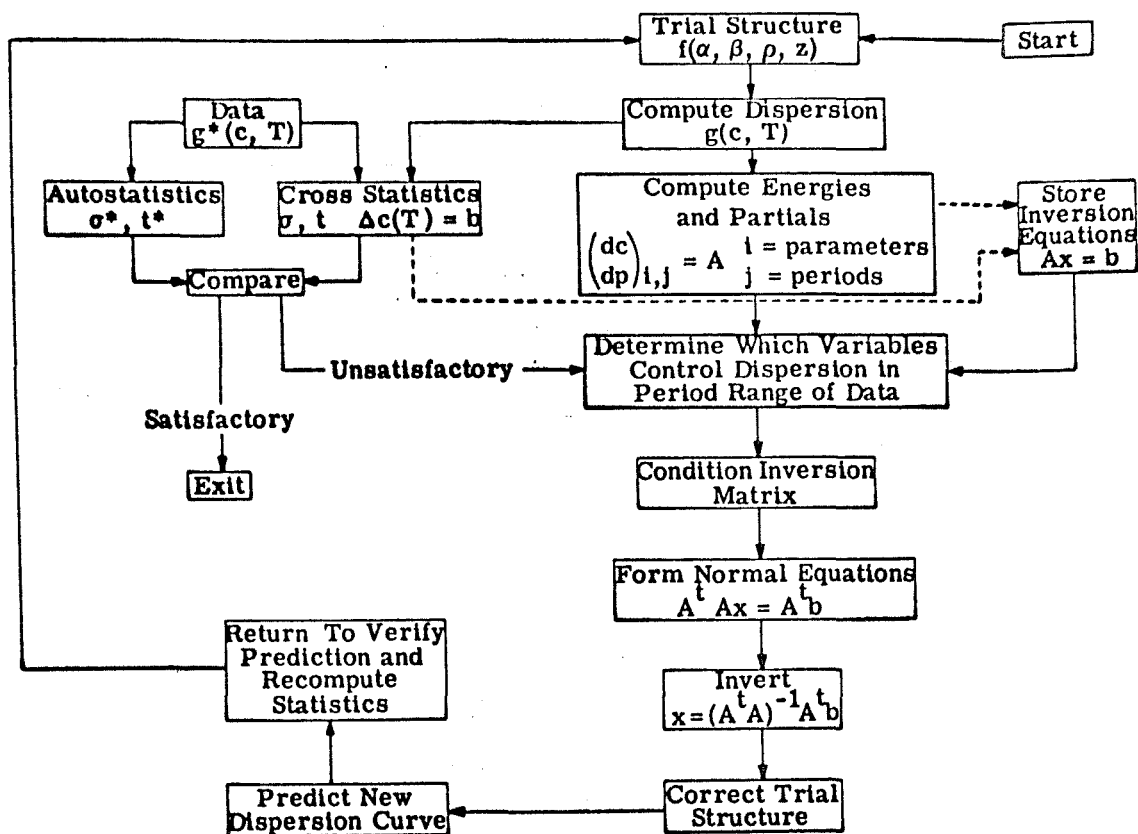 Trial Structure
f(α, β, ρ, z)
Start
Data
g*(c, T)
Compute Dispersion
g(c, T)
Autostatistics
σ*, t*
Cross Statistics
σ, t Δc(T) = b
Compute Energies
and Partials
(dc
dp) i,j = A i = parameters
j = periods
Store
Inversion
Equations
Ax = b
Compare
Unsatisfactory
Determine Which Variables
Control Dispersion in
Period Range of Data
Satisfactory
Exit
Condition Inversion
Matrix
Form Normal Equations
A^t Ax = A^t b
Invert
x = (A^t A)^-1 A^t b
Correct Trial
Structure
Predict New
Dispersion Curve
Return To Verify
Prediction and
Recompute
Statistics